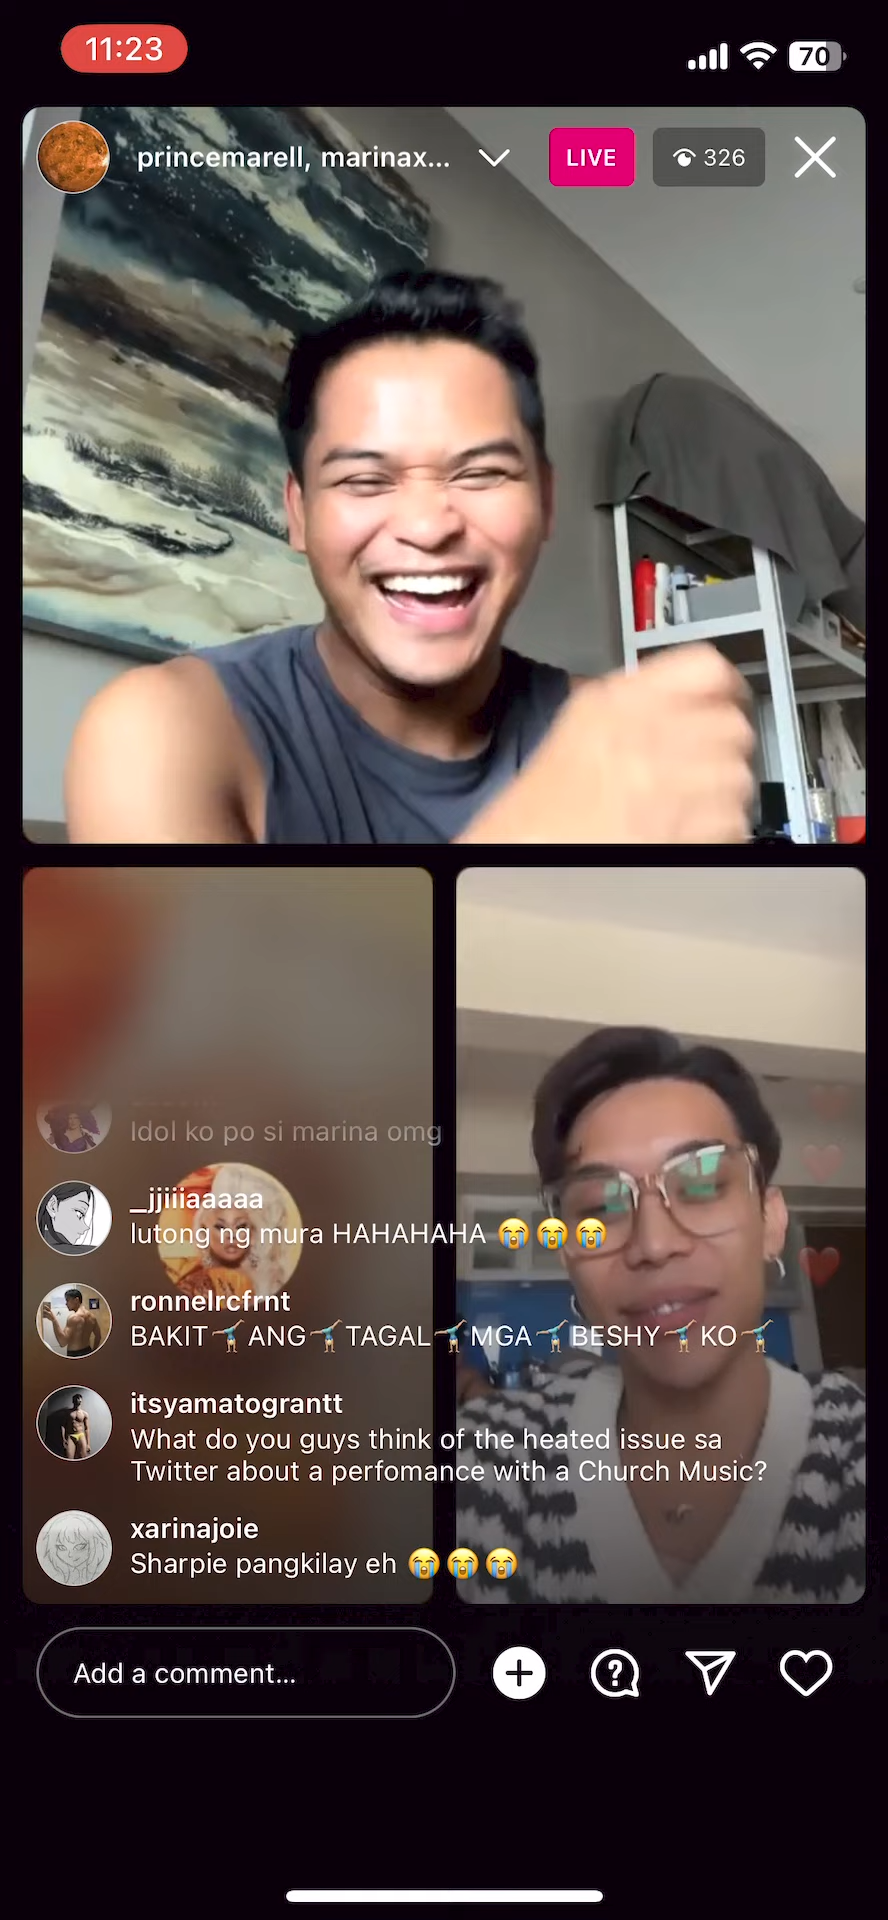 11:23
70
princemarell, marinax...
LIVE
326
Idol ko po si marina omg
_jjiiiaaaaa
lutong ng mura HAHAHAHA 😭😭😭
ronnelrcfrnt
BAKIT🤸ANG🤸TAGAL🤸MGA🤸BESHY🤸KO🤸
itsyamatograntt
What do you guys think of the heated issue sa
Twitter about a perfomance with a Church Music?
xarinajoie
Sharpie pangkilay eh 😭😭😭
Add a comment...